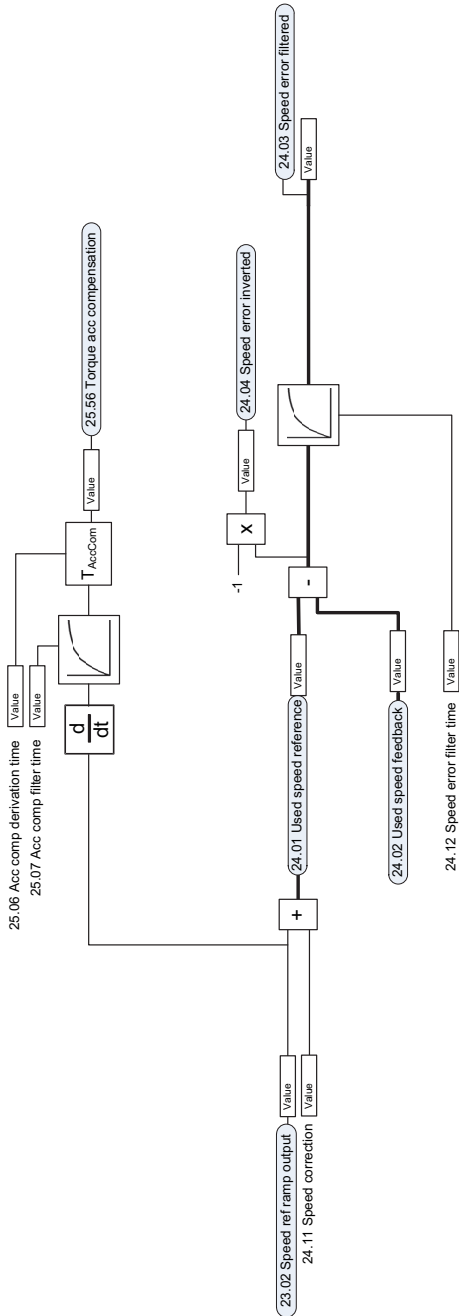 25.06 Acc comp derivation time
Value
25.07 Acc comp filter time
Value
d
dt
TAccCom
Value
25.56 Torque acc compensation
23.02 Speed ref ramp output
Value
24.11 Speed correction
Value
+
24.01 Used speed reference
Value
24.02 Used speed feedback
Value
-
-1
X
Value
24.04 Speed error inverted
24.12 Speed error filter time
Value
Value
24.03 Speed error filtered